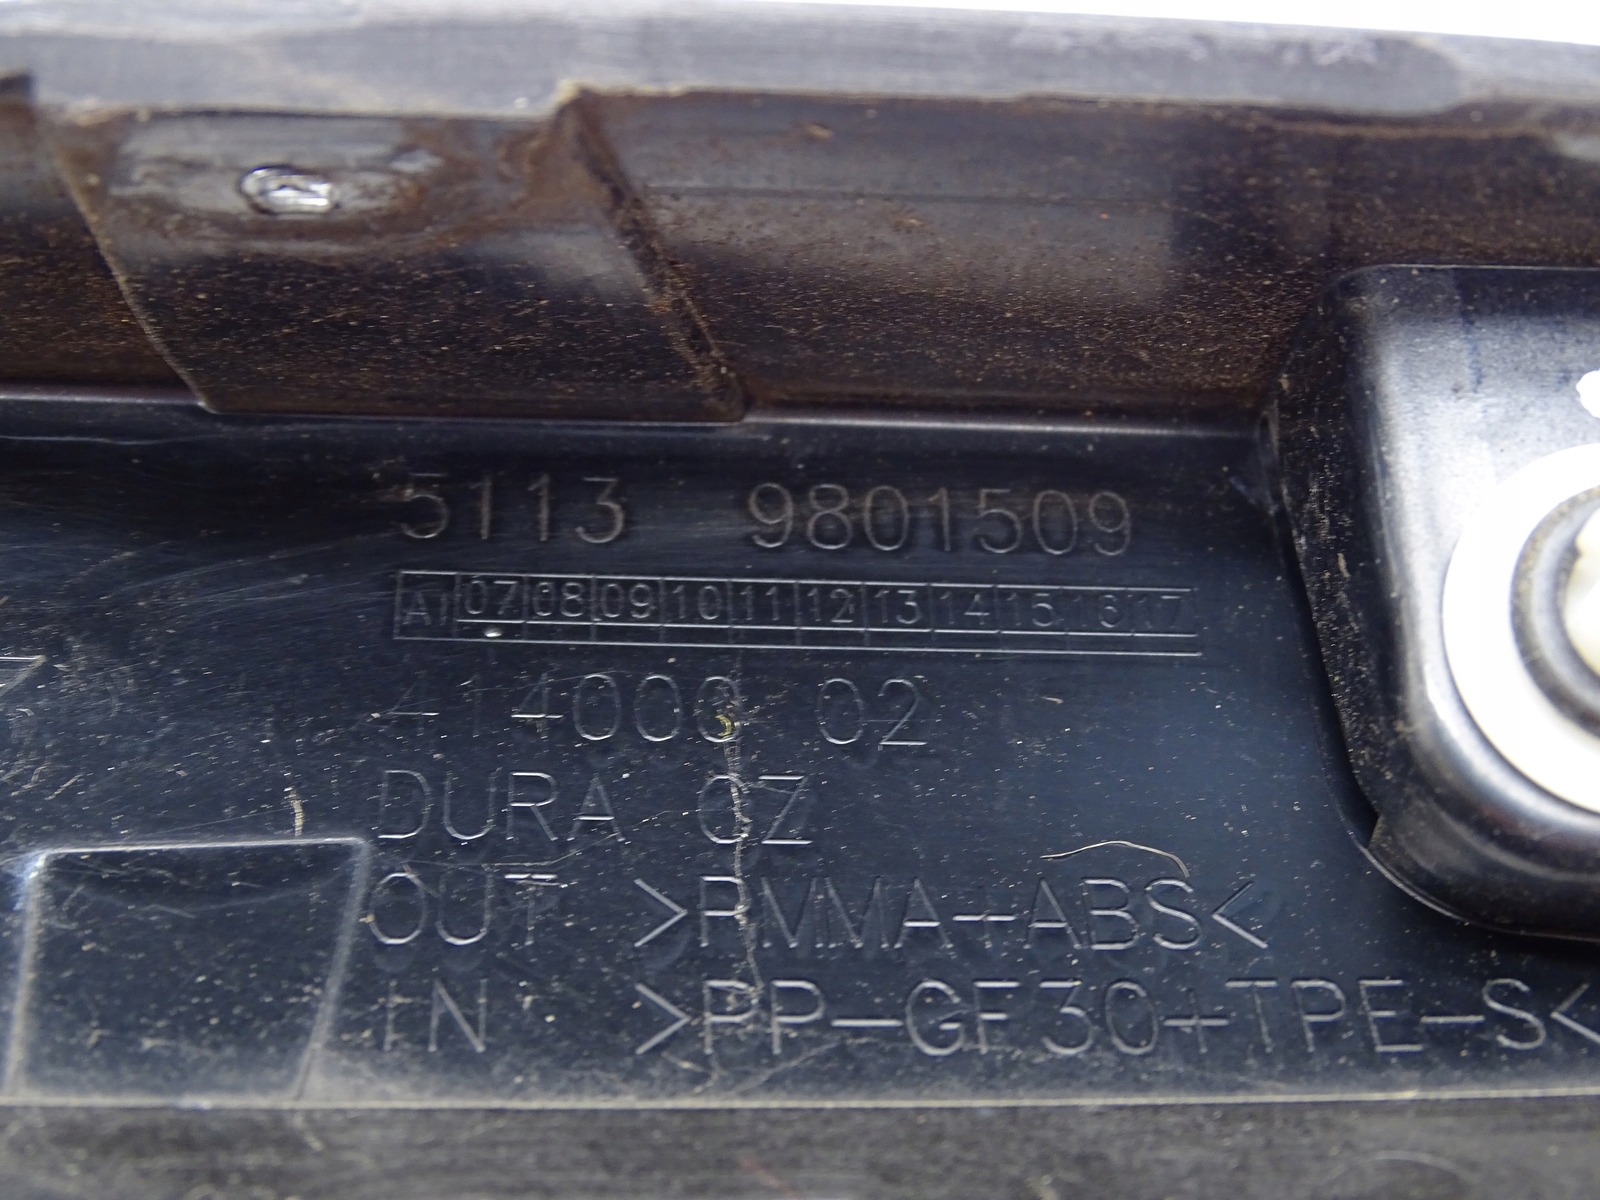 5113 9801509
AI 07 08 09 10 11 12 13 14 15 16 17
414000 02
DURA CZ
OUT >PMMA+ABS<
IN >PP-GF30+TPE-S<